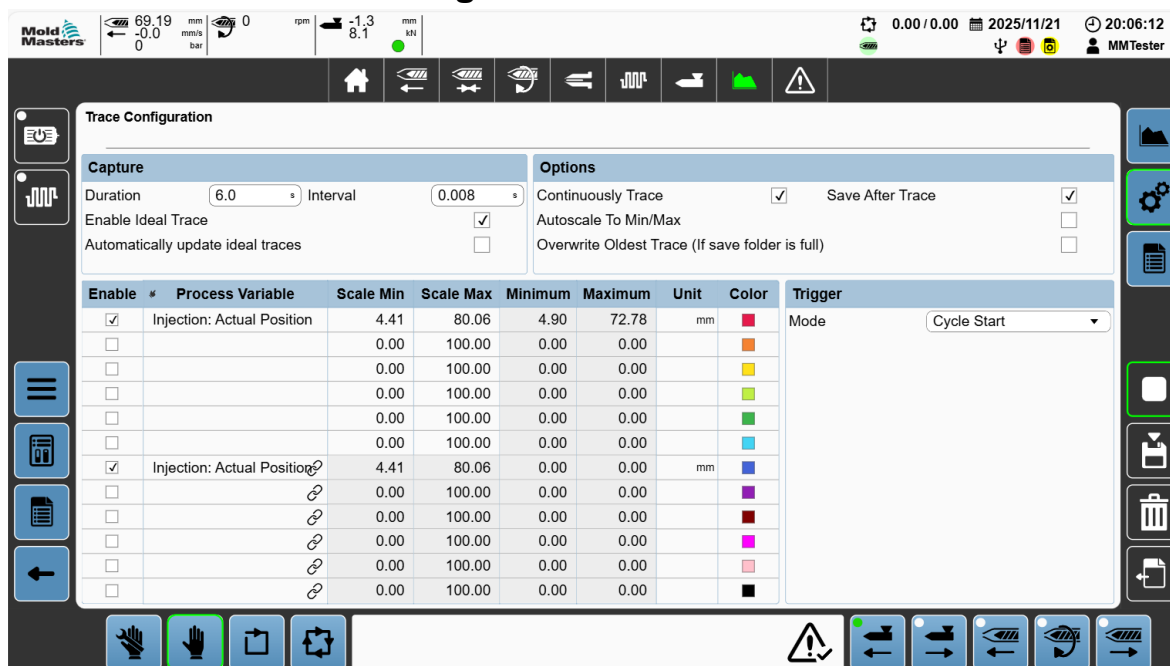 Mold Masters
69.19 mm
-0.0 mm/s
0 bar
0 rpm
-1.3 mm
8.1 kN
0.00 / 0.00
2025/11/21
20:06:12
MMTester
Trace Configuration
Capture
Duration 6.0 s Interval 0.008 s
Enable Ideal Trace
Automatically update ideal traces
Options
Continuously Trace Save After Trace
Autoscale To Min/Max
Overwrite Oldest Trace (If save folder is full)
Enable # Process Variable Scale Min Scale Max Minimum Maximum Unit Color
Injection: Actual Position 4.41 80.06 4.90 72.78 mm
0.00 100.00 0.00 0.00
0.00 100.00 0.00 0.00
0.00 100.00 0.00 0.00
0.00 100.00 0.00 0.00
0.00 100.00 0.00 0.00
Injection: Actual Position 4.41 80.06 0.00 0.00 mm
0.00 100.00 0.00 0.00
0.00 100.00 0.00 0.00
0.00 100.00 0.00 0.00
0.00 100.00 0.00 0.00
0.00 100.00 0.00 0.00
Trigger
Mode Cycle Start